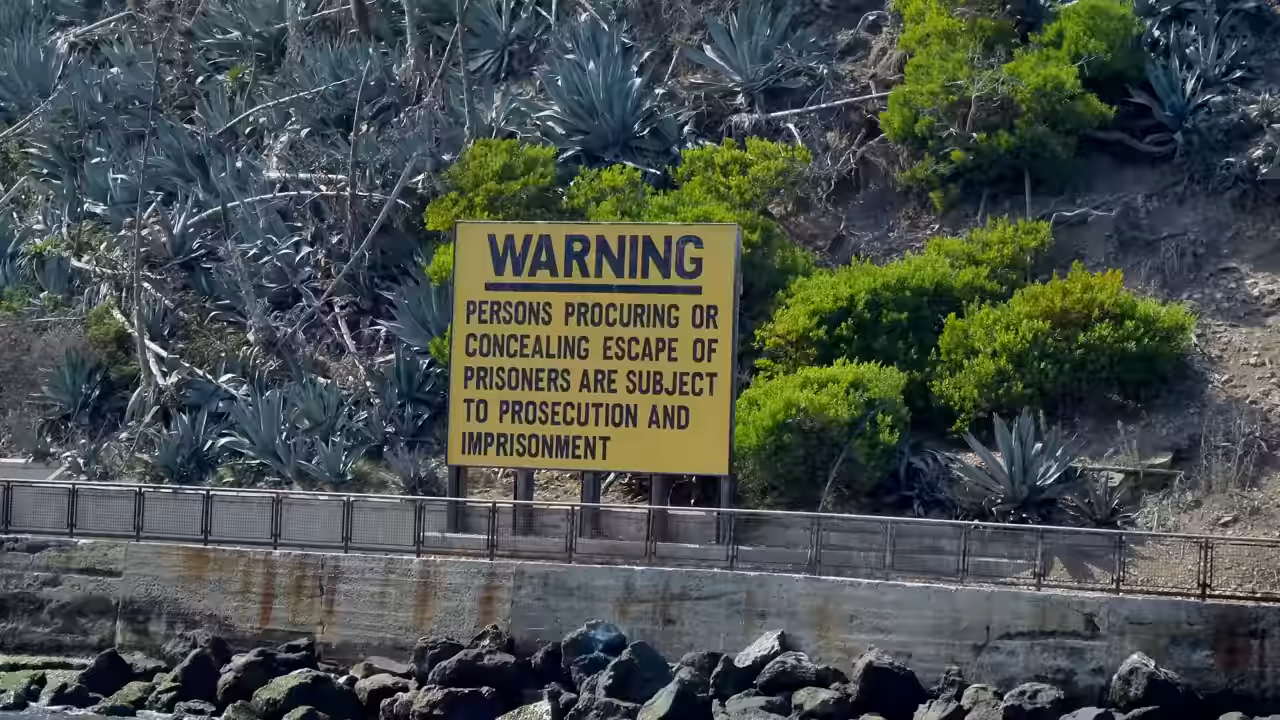 WARNING
PERSONS PROCURING OR
CONCEALING ESCAPE OF
PRISONERS ARE SUBJECT
TO PROSECUTION AND
IMPRISONMENT